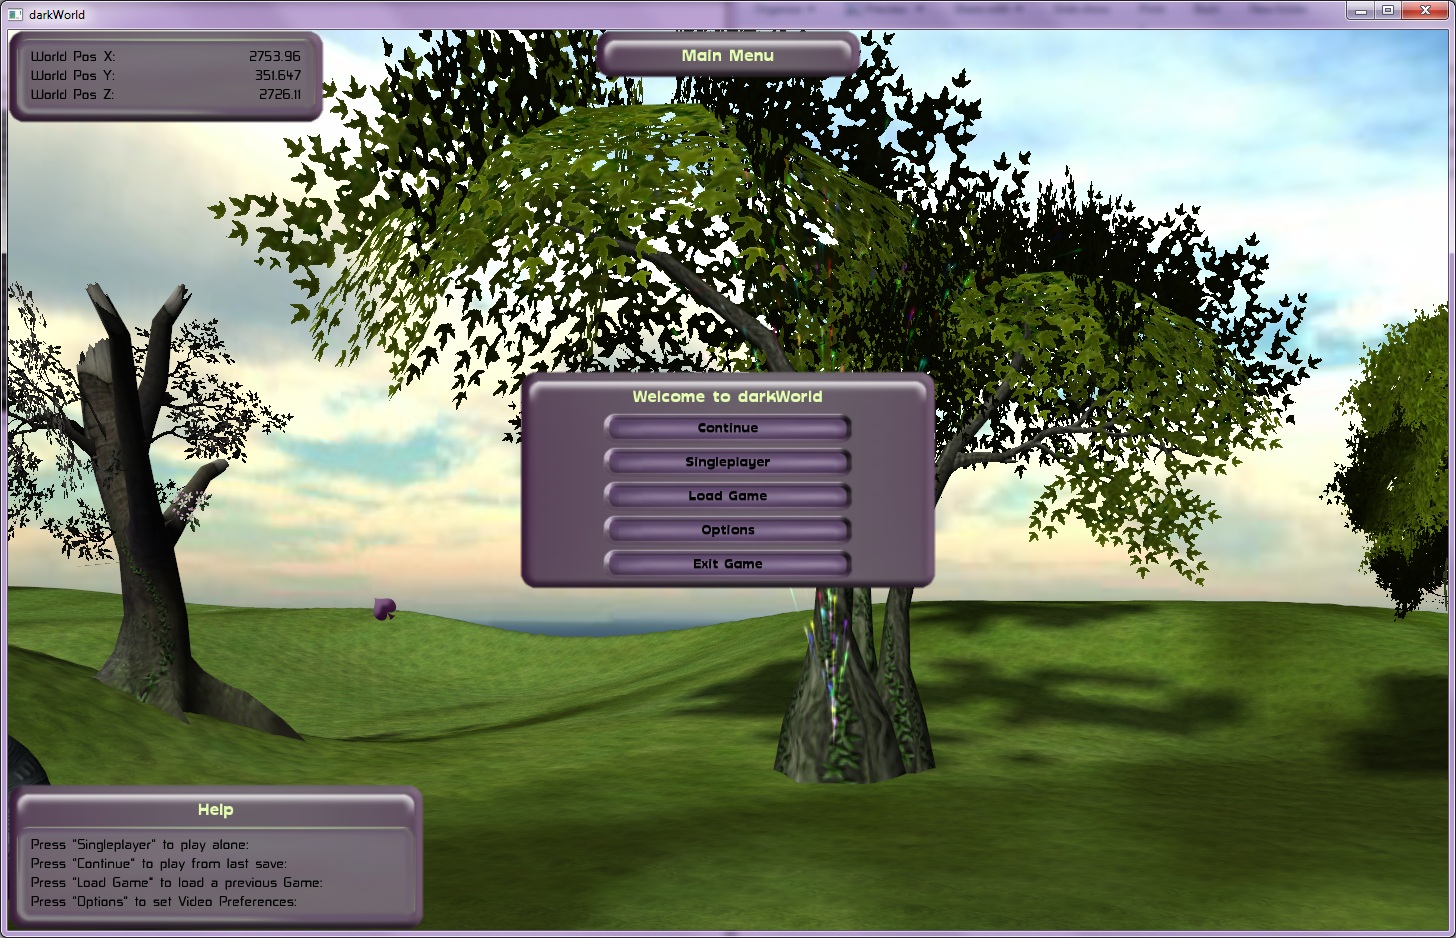 darkWorld
World Pos X: 2753.96
World Pos Y: 351.647
World Pos Z: 2726.11
Main Menu
Welcome to darkWorld
Continue
Singleplayer
Load Game
Options
Exit Game
Help
Press "Singleplayer" to play alone:
Press "Continue" to play from last save:
Press "Load Game" to load a previous Game:
Press "Options" to set Video Preferences: